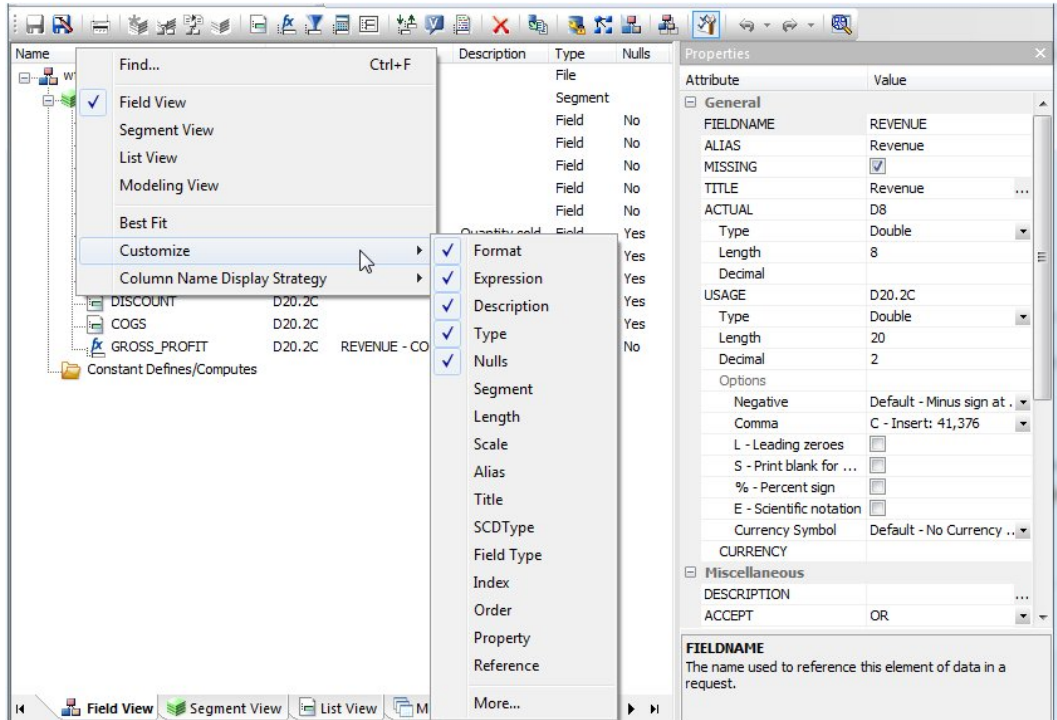 Name Description Type Nulls
File
Segment
Field No
Field No
Field No
Field No
Field No
Field Yes
Yes
Yes
DISCOUNT D20.2C Yes
COGS D20.2C Yes
GROSS_PROFIT D20.2C REVENUE - CO No
Constant Defines/Computes
Find... Ctrl+F
Field View
Segment View
List View
Modeling View
Best Fit
Customize
Column Name Display Strategy
Format
Expression
Description
Type
Nulls
Segment
Length
Scale
Alias
Title
SCDType
Field Type
Index
Order
Property
Reference
More...
Field View Segment View List View M
Properties
Attribute Value
General
FIELDNAME REVENUE
ALIAS Revenue
MISSING
TITLE Revenue ...
ACTUAL D8
Type Double
Length 8
Decimal
USAGE D20.2C
Type Double
Length 20
Decimal 2
Options
Negative Default - Minus sign at .
Comma C - Insert: 41,376
L - Leading zeroes
S - Print blank for ...
% - Percent sign
E - Scientific notation
Currency Symbol Default - No Currency ..
CURRENCY
Miscellaneous
DESCRIPTION ...
ACCEPT OR
FIELDNAME
The name used to reference this element of data in a
request.